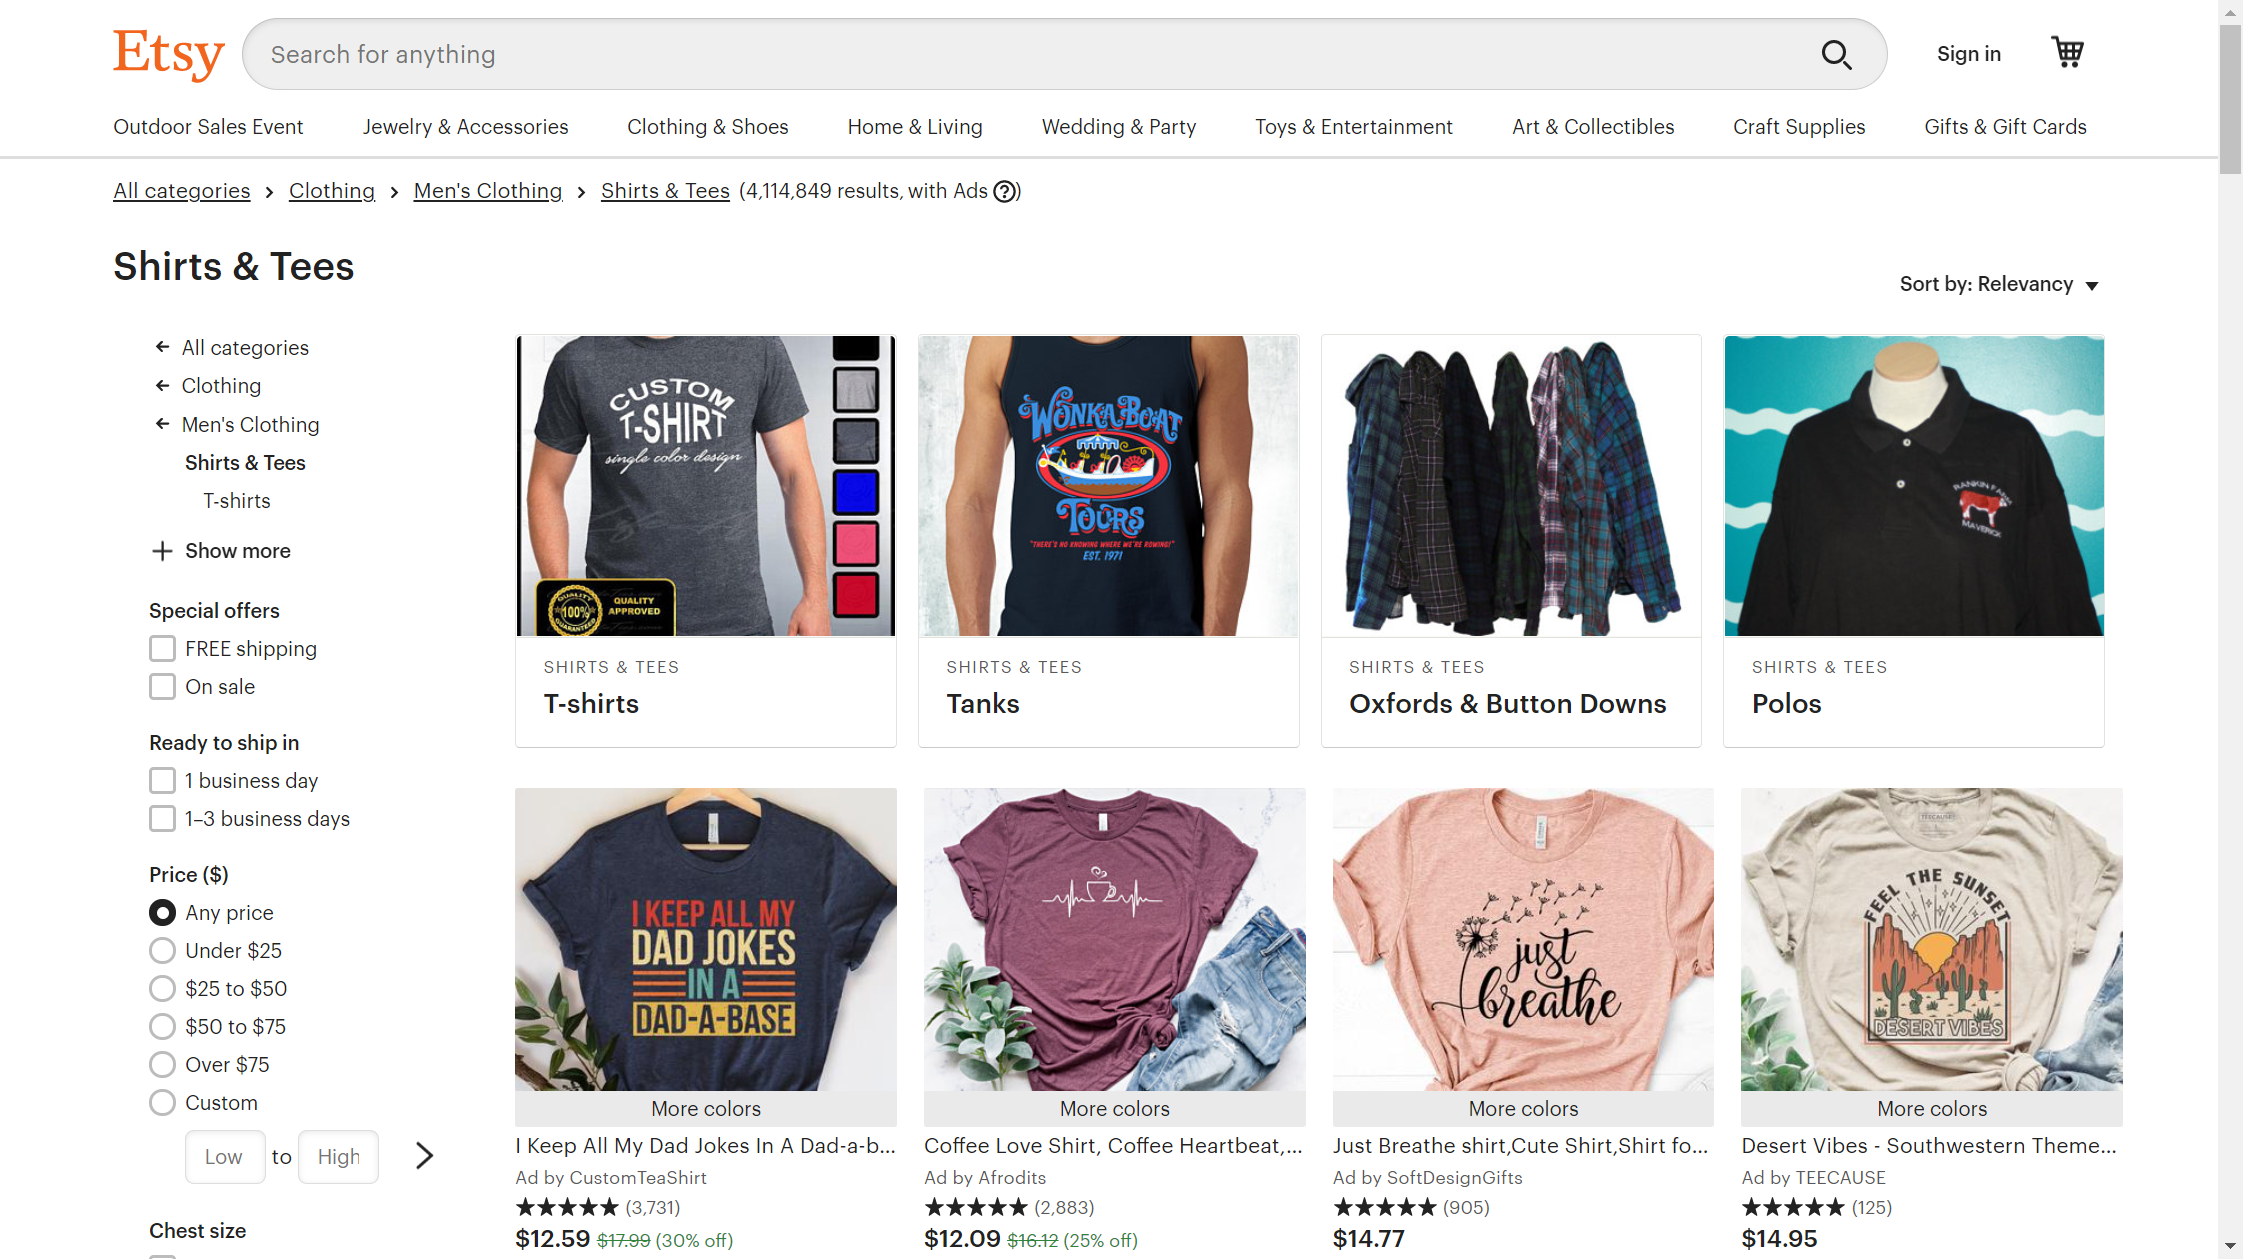 Etsy
Search for anything
Sign in
Outdoor Sales Event
Jewelry & Accessories
Clothing & Shoes
Home & Living
Wedding & Party
Toys & Entertainment
Art & Collectibles
Craft Supplies
Gifts & Gift Cards
All categories > Clothing > Men's Clothing > Shirts & Tees (4,114,849 results, with Ads ?)
Shirts & Tees
Sort by: Relevancy
All categories
Clothing
Men's Clothing
Shirts & Tees
T-shirts
Show more
Special offers
FREE shipping
On sale
Ready to ship in
1 business day
1–3 business days
Price ($)
Any price
Under $25
$25 to $50
$50 to $75
Over $75
Custom
Low to High
Chest size
CUSTOM
T-SHIRT
single color design
QUALITY
100%
GUARANTEED
QUALITY
APPROVED
SHIRTS & TEES
T-shirts
WONKA BOAT
TOURS
"THERE'S NO KNOWING WHERE WE'RE ROWING!"
EST. 1971
SHIRTS & TEES
Tanks
SHIRTS & TEES
Oxfords & Button Downs
RANKIN FARMS
MAVERICK
SHIRTS & TEES
Polos
I KEEP ALL MY
DAD JOKES
IN A
DAD-A-BASE
More colors
I Keep All My Dad Jokes In A Dad-a-b...
Ad by CustomTeaShirt
(3,731)
$12.59 $17.99 (30% off)
More colors
Coffee Love Shirt, Coffee Heartbeat,...
Ad by Afrodits
(2,883)
$12.09 $16.12 (25% off)
just
breathe
More colors
Just Breathe shirt,Cute Shirt,Shirt fo...
Ad by SoftDesignGifts
(905)
$14.77
TEECAUSE
FEEL THE SUNSET
DESERT VIBES
More colors
Desert Vibes - Southwestern Theme...
Ad by TEECAUSE
(125)
$14.95